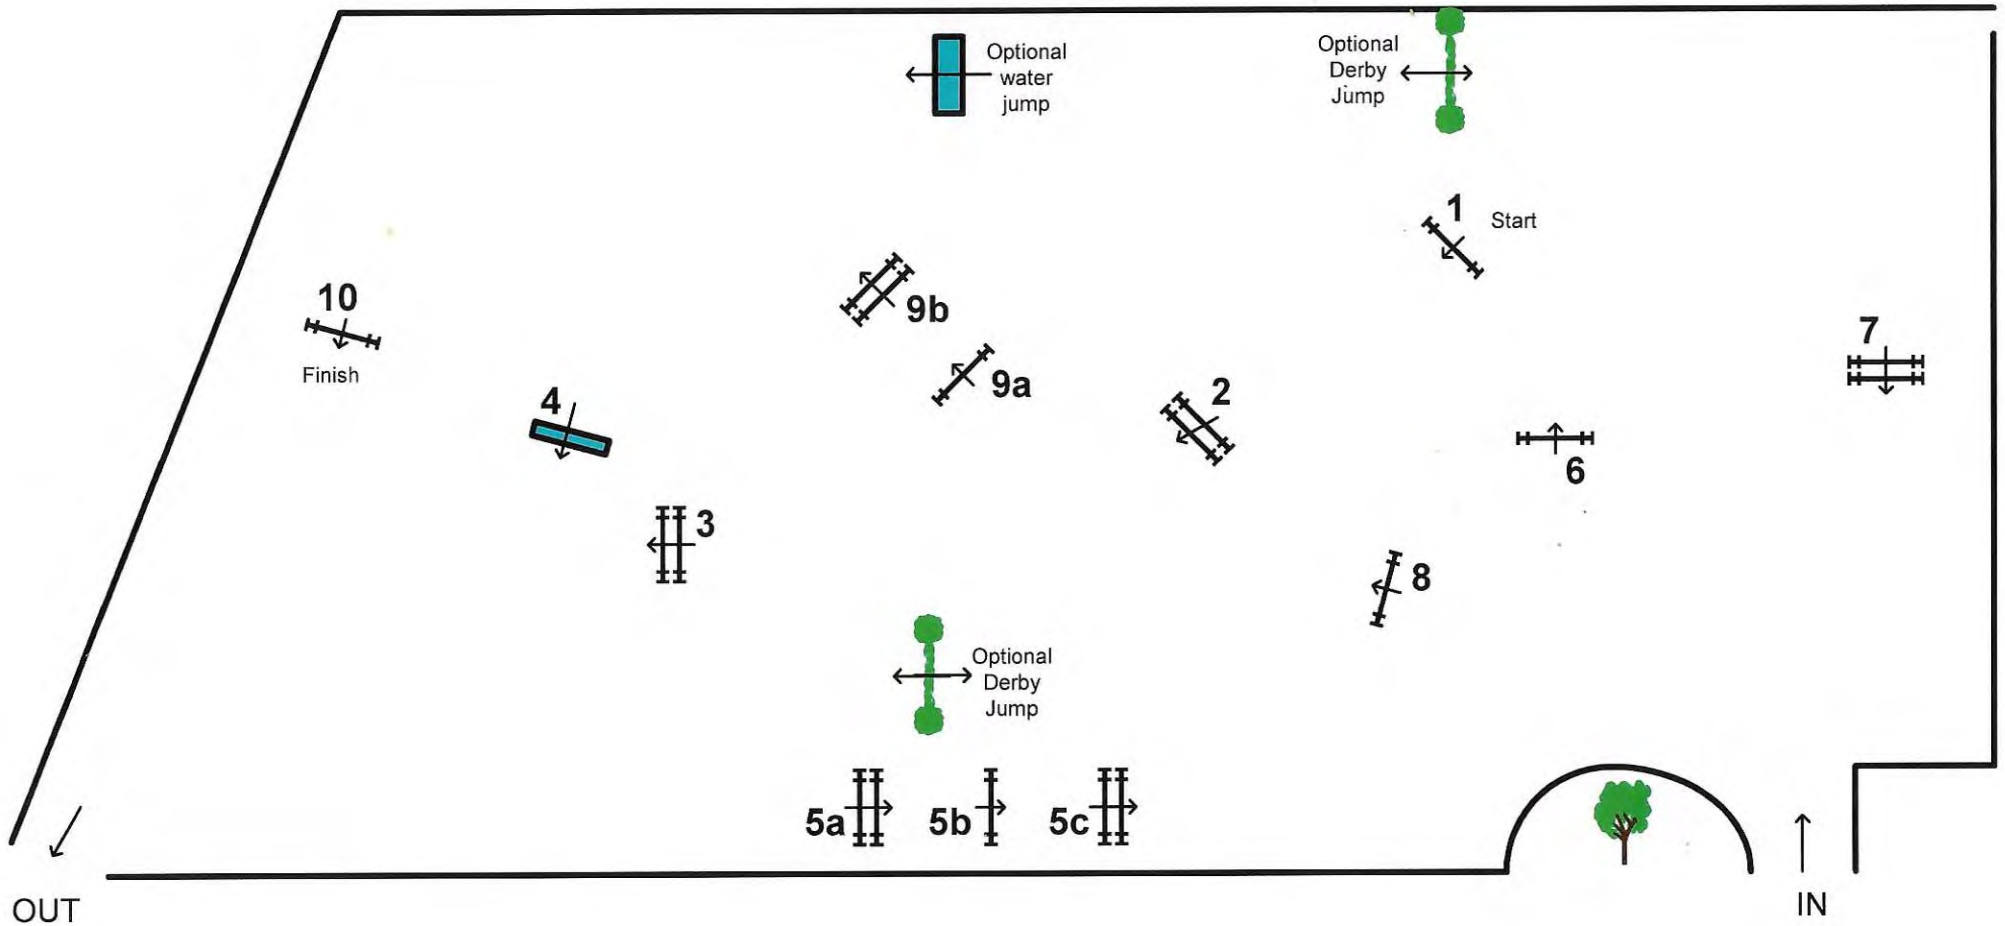 Optional
water
jump
Optional
Derby
Jump
1
Start
10
Finish
9b
9a
7
4
2
6
3
8
Optional
Derby
Jump
5a
5b
5c
OUT
IN